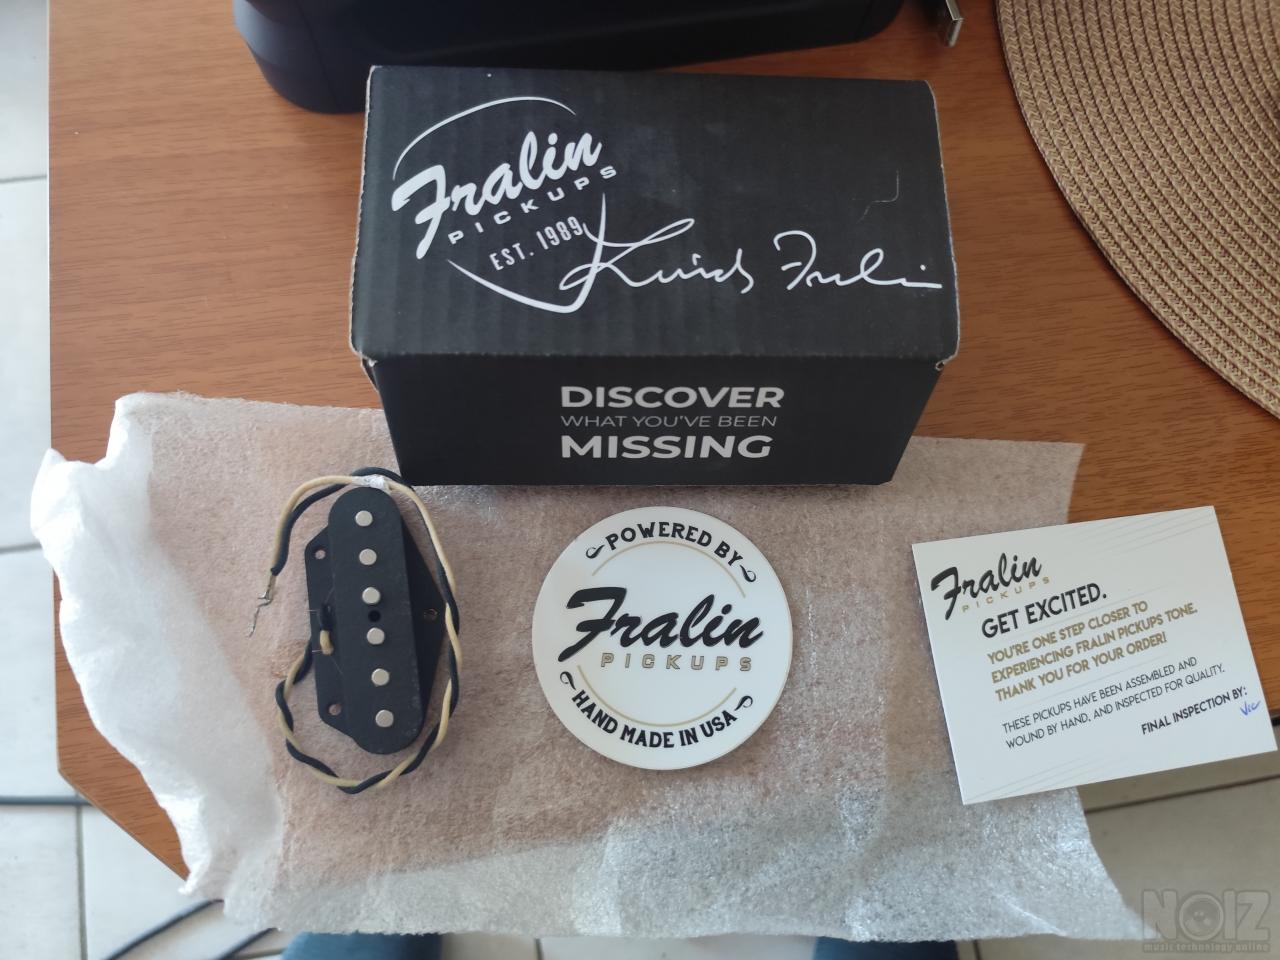 Fralin
PICKUPS
EST. 1989
Lindy Fralin
DISCOVER
WHAT YOU'VE BEEN
MISSING
POWERED BY
Fralin
PICKUPS
HAND MADE IN USA
Fralin
PICKUPS
GET EXCITED.
YOU'RE ONE STEP CLOSER TO
EXPERIENCING FRALIN PICKUPS TONE.
THANK YOU FOR YOUR ORDER!
THESE PICKUPS HAVE BEEN ASSEMBLED AND
WOUND BY HAND, AND INSPECTED FOR QUALITY.
FINAL INSPECTION BY:
Vic
NOIZ
music technology online